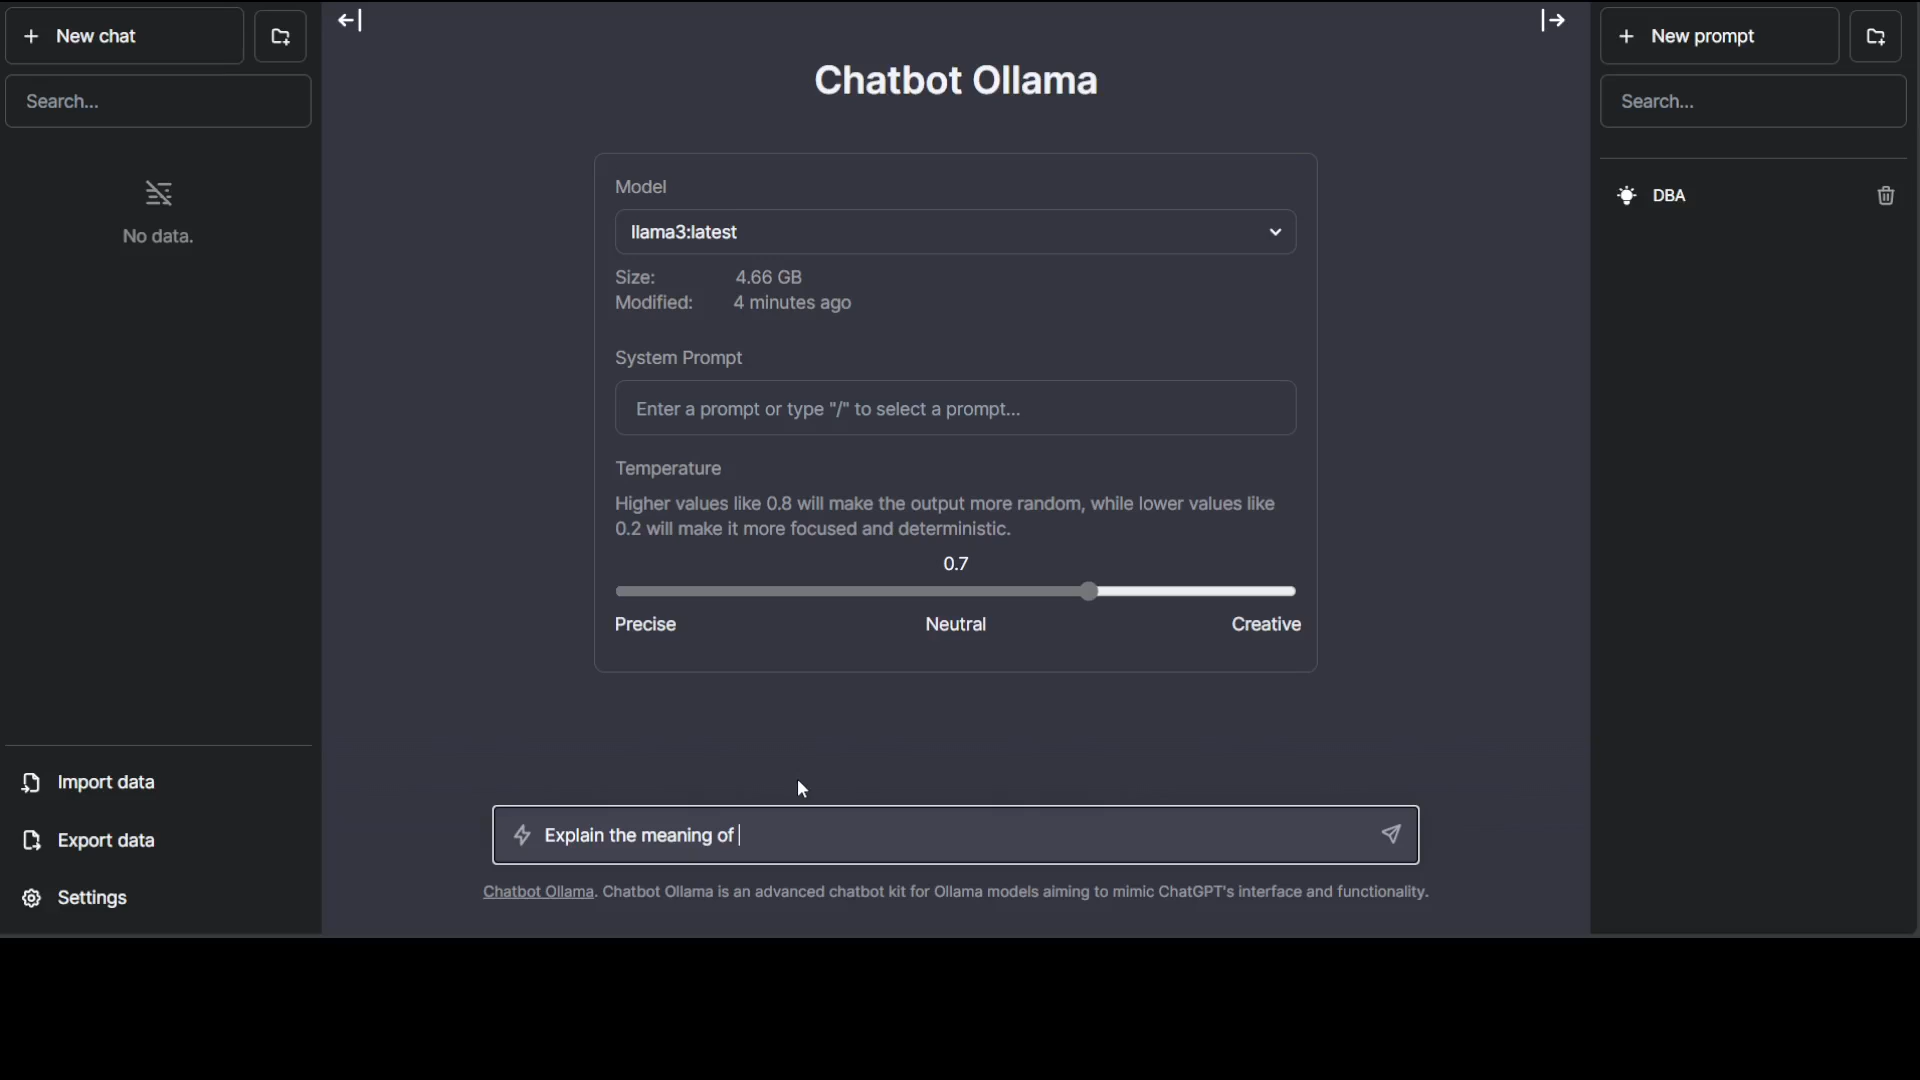 New chat
Search...
No data.
Import data
Export data
Settings
Chatbot Ollama
Model
llama3:latest
Size: 4.66 GB
Modified: 4 minutes ago
System Prompt
Enter a prompt or type "/" to select a prompt...
Temperature
Higher values like 0.8 will make the output more random, while lower values like
0.2 will make it more focused and deterministic.
0.7
Precise Neutral Creative
Explain the meaning of
Chatbot Ollama. Chatbot Ollama is an advanced chatbot kit for Ollama models aiming to mimic ChatGPT's interface and functionality.
New prompt
Search...
DBA